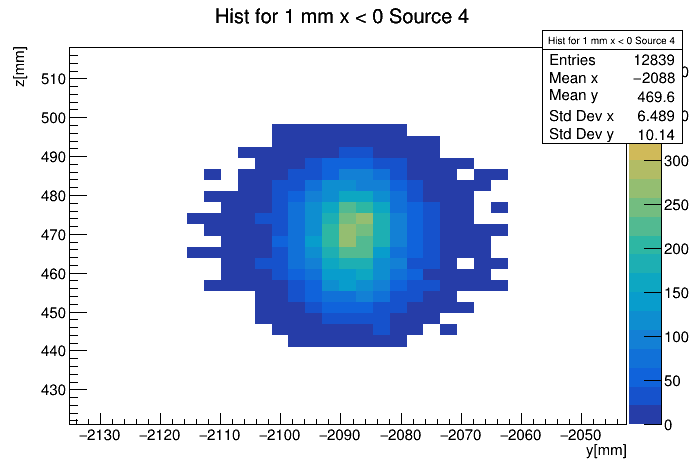 Hist for 1 mm x < 0 Source 4
z[mm]
Hist for 1 mm x < 0 Source 4
Entries 12839
Mean x −2088
Mean y 469.6
Std Dev x 6.489
Std Dev y 10.14
510
500
490
480
470
460
450
440
430
0
0
300
250
200
150
100
50
0
−2130 −2120 −2110 −2100 −2090 −2080 −2070 −2060 −2050
y[mm]